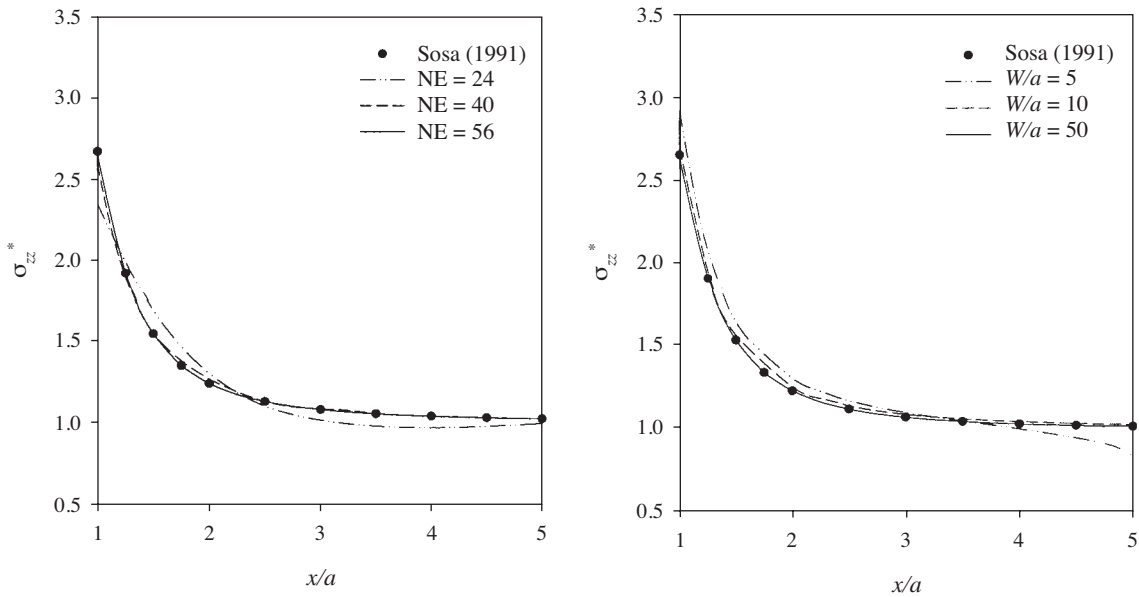 3.5
3.0
2.5
2.0
1.5
1.0
0.5
σzz*
Sosa (1991)
NE = 24
NE = 40
NE = 56
1
2
3
4
5
x/a
3.5
3.0
2.5
2.0
1.5
1.0
0.5
σzz*
Sosa (1991)
W/a = 5
W/a = 10
W/a = 50
1
2
3
4
5
x/a